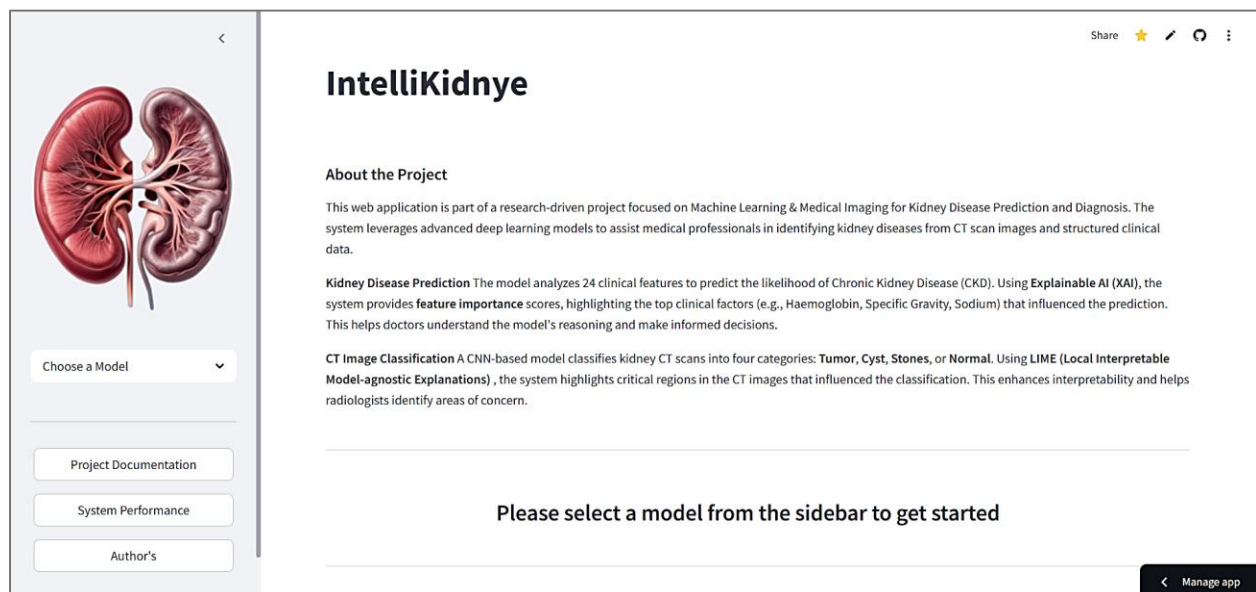 Share
IntelliKidnye
About the Project
This web application is part of a research-driven project focused on Machine Learning & Medical Imaging for Kidney Disease Prediction and Diagnosis. The
system leverages advanced deep learning models to assist medical professionals in identifying kidney diseases from CT scan images and structured clinical
data.
Kidney Disease Prediction The model analyzes 24 clinical features to predict the likelihood of Chronic Kidney Disease (CKD). Using Explainable AI (XAI), the
system provides feature importance scores, highlighting the top clinical factors (e.g., Haemoglobin, Specific Gravity, Sodium) that influenced the prediction.
This helps doctors understand the model's reasoning and make informed decisions.
CT Image Classification A CNN-based model classifies kidney CT scans into four categories: Tumor, Cyst, Stones, or Normal. Using LIME (Local Interpretable
Model-agnostic Explanations) , the system highlights critical regions in the CT images that influenced the classification. This enhances interpretability and helps
radiologists identify areas of concern.
Please select a model from the sidebar to get started
Choose a Model
Project Documentation
System Performance
Author's
Manage app